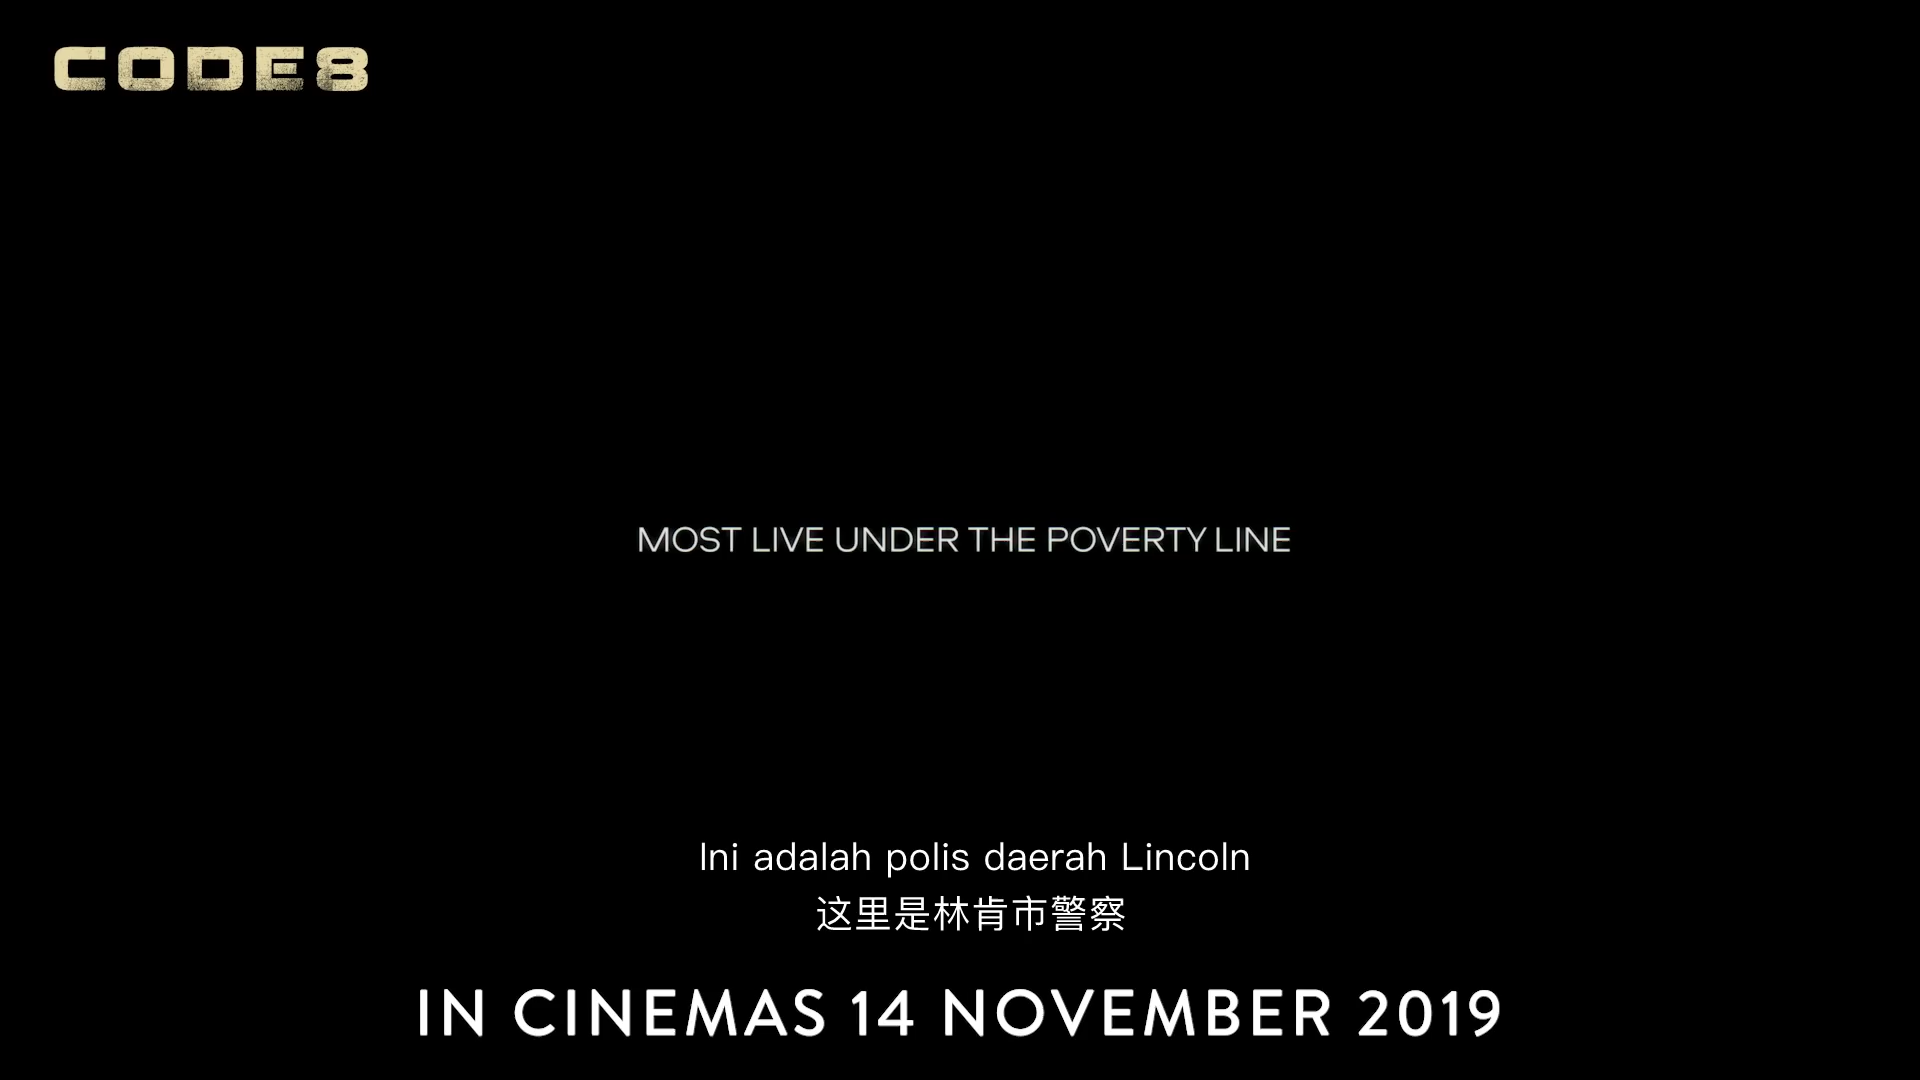 CODE8
MOST LIVE UNDER THE POVERTY LINE
Ini adalah polis daerah Lincoln
这里是林肯市警察
IN CINEMAS 14 NOVEMBER 2019